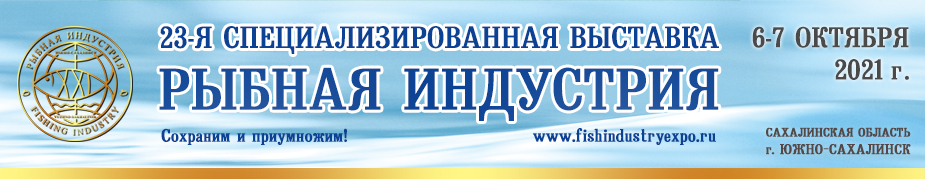 РЫБНАЯ ИНДУСТРИЯ
XXI
FISHING INDUSTRY
23-Я СПЕЦИАЛИЗИРОВАННАЯ ВЫСТАВКА
РЫБНАЯ ИНДУСТРИЯ
Сохраним и приумножим!
www.fishindustryexpo.ru
6-7 ОКТЯБРЯ
2021 г.
САХАЛИНСКАЯ ОБЛАСТЬ
г. ЮЖНО-САХАЛИНСК